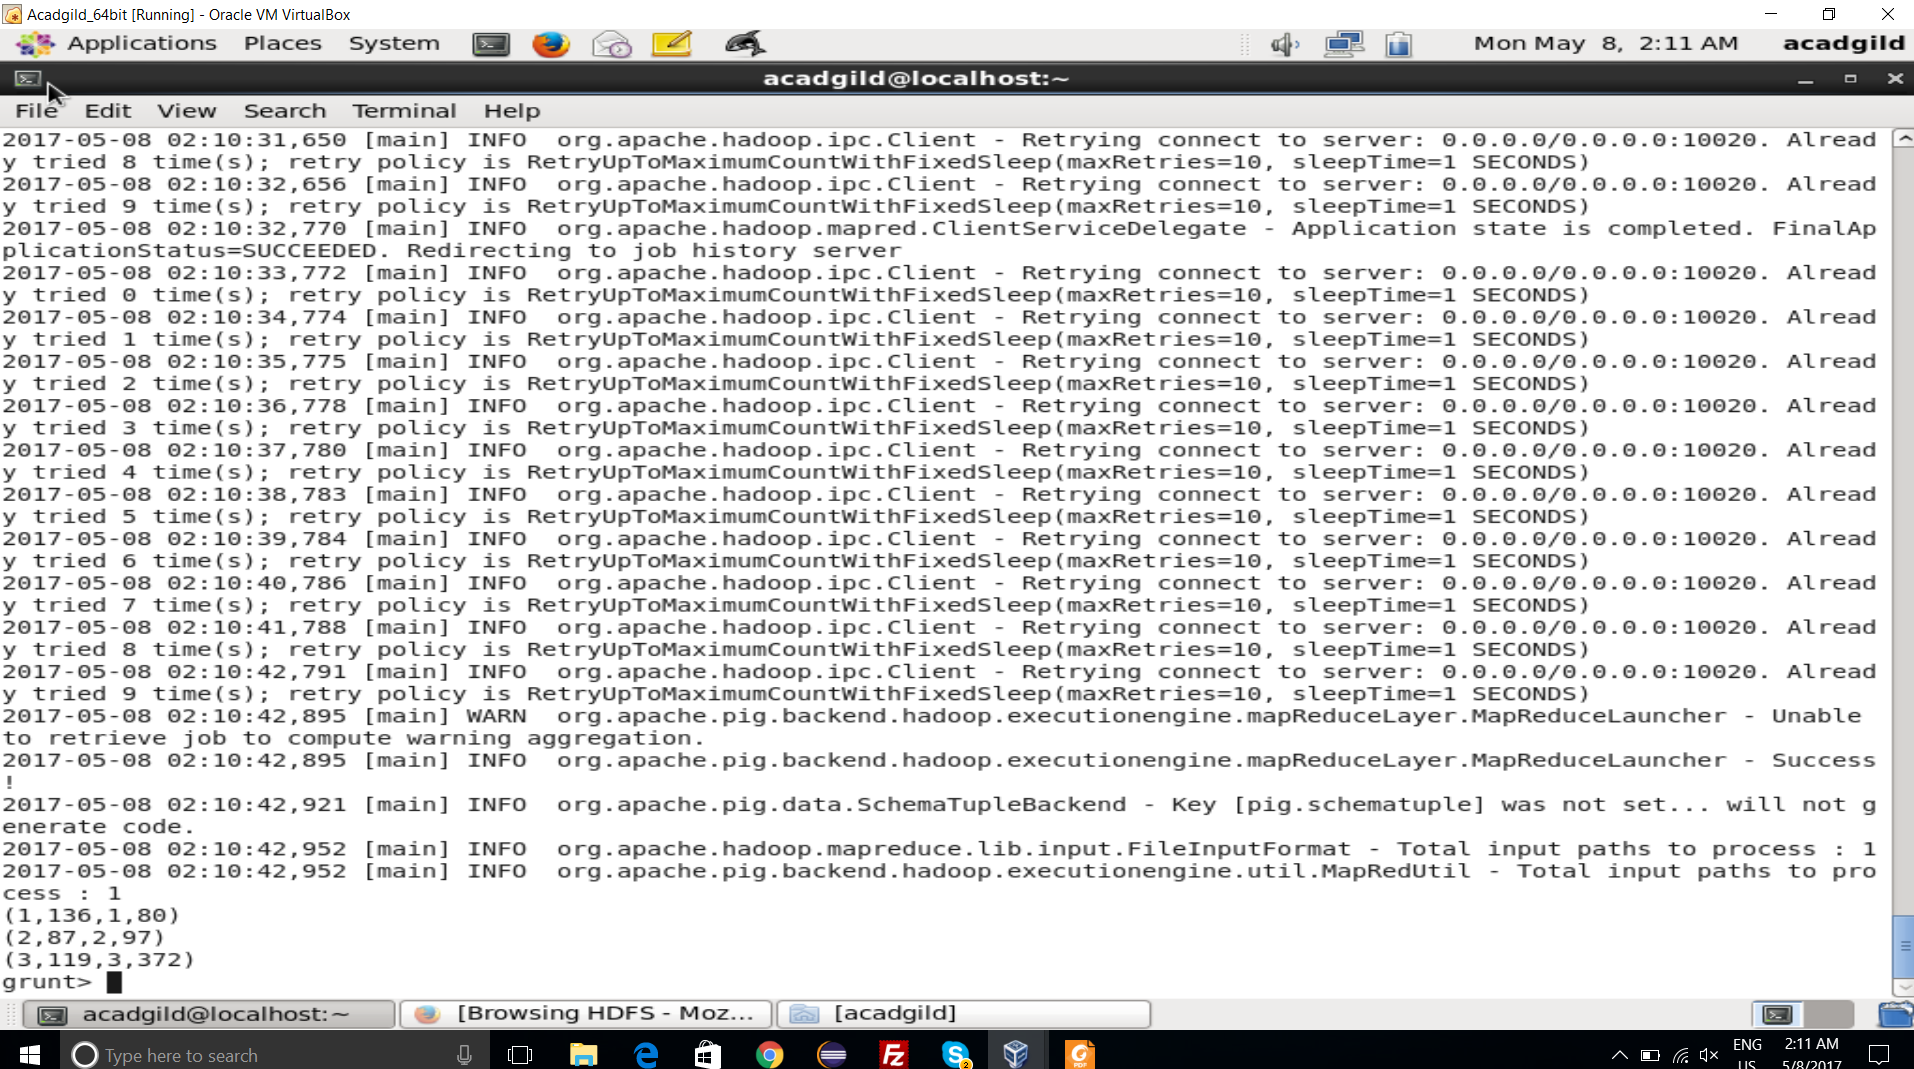 Acadgild_64bit [Running] - Oracle VM VirtualBox
Applications Places System Mon May 8, 2:11 AM acadgild
acadgild@localhost:~
File Edit View Search Terminal Help
2017-05-08 02:10:31,650 [main] INFO  org.apache.hadoop.ipc.Client - Retrying connect to server: 0.0.0.0/0.0.0.0:10020. Alread
y tried 8 time(s); retry policy is RetryUpToMaximumCountWithFixedSleep(maxRetries=10, sleepTime=1 SECONDS)
2017-05-08 02:10:32,656 [main] INFO  org.apache.hadoop.ipc.Client - Retrying connect to server: 0.0.0.0/0.0.0.0:10020. Alread
y tried 9 time(s); retry policy is RetryUpToMaximumCountWithFixedSleep(maxRetries=10, sleepTime=1 SECONDS)
2017-05-08 02:10:32,770 [main] INFO  org.apache.hadoop.mapred.ClientServiceDelegate - Application state is completed. FinalAp
plicationStatus=SUCCEEDED. Redirecting to job history server
2017-05-08 02:10:33,772 [main] INFO  org.apache.hadoop.ipc.Client - Retrying connect to server: 0.0.0.0/0.0.0.0:10020. Alread
y tried 0 time(s); retry policy is RetryUpToMaximumCountWithFixedSleep(maxRetries=10, sleepTime=1 SECONDS)
2017-05-08 02:10:34,774 [main] INFO  org.apache.hadoop.ipc.Client - Retrying connect to server: 0.0.0.0/0.0.0.0:10020. Alread
y tried 1 time(s); retry policy is RetryUpToMaximumCountWithFixedSleep(maxRetries=10, sleepTime=1 SECONDS)
2017-05-08 02:10:35,775 [main] INFO  org.apache.hadoop.ipc.Client - Retrying connect to server: 0.0.0.0/0.0.0.0:10020. Alread
y tried 2 time(s); retry policy is RetryUpToMaximumCountWithFixedSleep(maxRetries=10, sleepTime=1 SECONDS)
2017-05-08 02:10:36,778 [main] INFO  org.apache.hadoop.ipc.Client - Retrying connect to server: 0.0.0.0/0.0.0.0:10020. Alread
y tried 3 time(s); retry policy is RetryUpToMaximumCountWithFixedSleep(maxRetries=10, sleepTime=1 SECONDS)
2017-05-08 02:10:37,780 [main] INFO  org.apache.hadoop.ipc.Client - Retrying connect to server: 0.0.0.0/0.0.0.0:10020. Alread
y tried 4 time(s); retry policy is RetryUpToMaximumCountWithFixedSleep(maxRetries=10, sleepTime=1 SECONDS)
2017-05-08 02:10:38,783 [main] INFO  org.apache.hadoop.ipc.Client - Retrying connect to server: 0.0.0.0/0.0.0.0:10020. Alread
y tried 5 time(s); retry policy is RetryUpToMaximumCountWithFixedSleep(maxRetries=10, sleepTime=1 SECONDS)
2017-05-08 02:10:39,784 [main] INFO  org.apache.hadoop.ipc.Client - Retrying connect to server: 0.0.0.0/0.0.0.0:10020. Alread
y tried 6 time(s); retry policy is RetryUpToMaximumCountWithFixedSleep(maxRetries=10, sleepTime=1 SECONDS)
2017-05-08 02:10:40,786 [main] INFO  org.apache.hadoop.ipc.Client - Retrying connect to server: 0.0.0.0/0.0.0.0:10020. Alread
y tried 7 time(s); retry policy is RetryUpToMaximumCountWithFixedSleep(maxRetries=10, sleepTime=1 SECONDS)
2017-05-08 02:10:41,788 [main] INFO  org.apache.hadoop.ipc.Client - Retrying connect to server: 0.0.0.0/0.0.0.0:10020. Alread
y tried 8 time(s); retry policy is RetryUpToMaximumCountWithFixedSleep(maxRetries=10, sleepTime=1 SECONDS)
2017-05-08 02:10:42,791 [main] INFO  org.apache.hadoop.ipc.Client - Retrying connect to server: 0.0.0.0/0.0.0.0:10020. Alread
y tried 9 time(s); retry policy is RetryUpToMaximumCountWithFixedSleep(maxRetries=10, sleepTime=1 SECONDS)
2017-05-08 02:10:42,895 [main] WARN  org.apache.pig.backend.hadoop.executionengine.mapReduceLayer.MapReduceLauncher - Unable
to retrieve job to compute warning aggregation.
2017-05-08 02:10:42,895 [main] INFO  org.apache.pig.backend.hadoop.executionengine.mapReduceLayer.MapReduceLauncher - Success
!
2017-05-08 02:10:42,921 [main] INFO  org.apache.pig.data.SchemaTupleBackend - Key [pig.schematuple] was not set... will not g
enerate code.
2017-05-08 02:10:42,952 [main] INFO  org.apache.hadoop.mapreduce.lib.input.FileInputFormat - Total input paths to process : 1
2017-05-08 02:10:42,952 [main] INFO  org.apache.pig.backend.hadoop.executionengine.util.MapRedUtil - Total input paths to pro
cess : 1
(1,136,1,80)
(2,87,2,97)
(3,119,3,372)
grunt>
acadgild@localhost:~ [Browsing HDFS - Moz... [acadgild]
Type here to search ENG 2:11 AM
US 5/8/2017